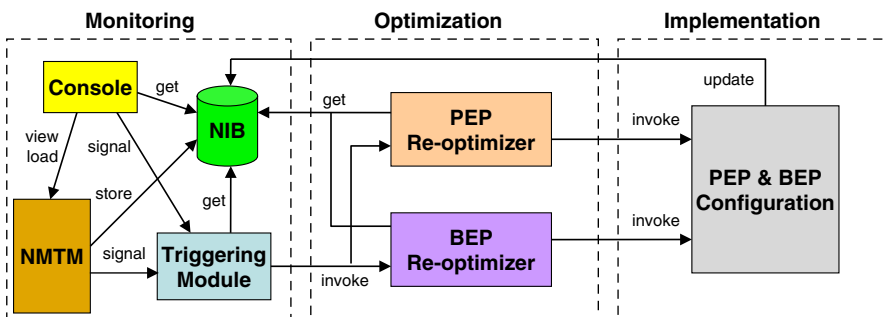 Monitoring
Optimization
Implementation
Console
get
NIB
view
load
signal
store
get
NMTM
signal
Triggering
Module
invoke
get
PEP
Re-optimizer
BEP
Re-optimizer
update
invoke
invoke
PEP & BEP
Configuration